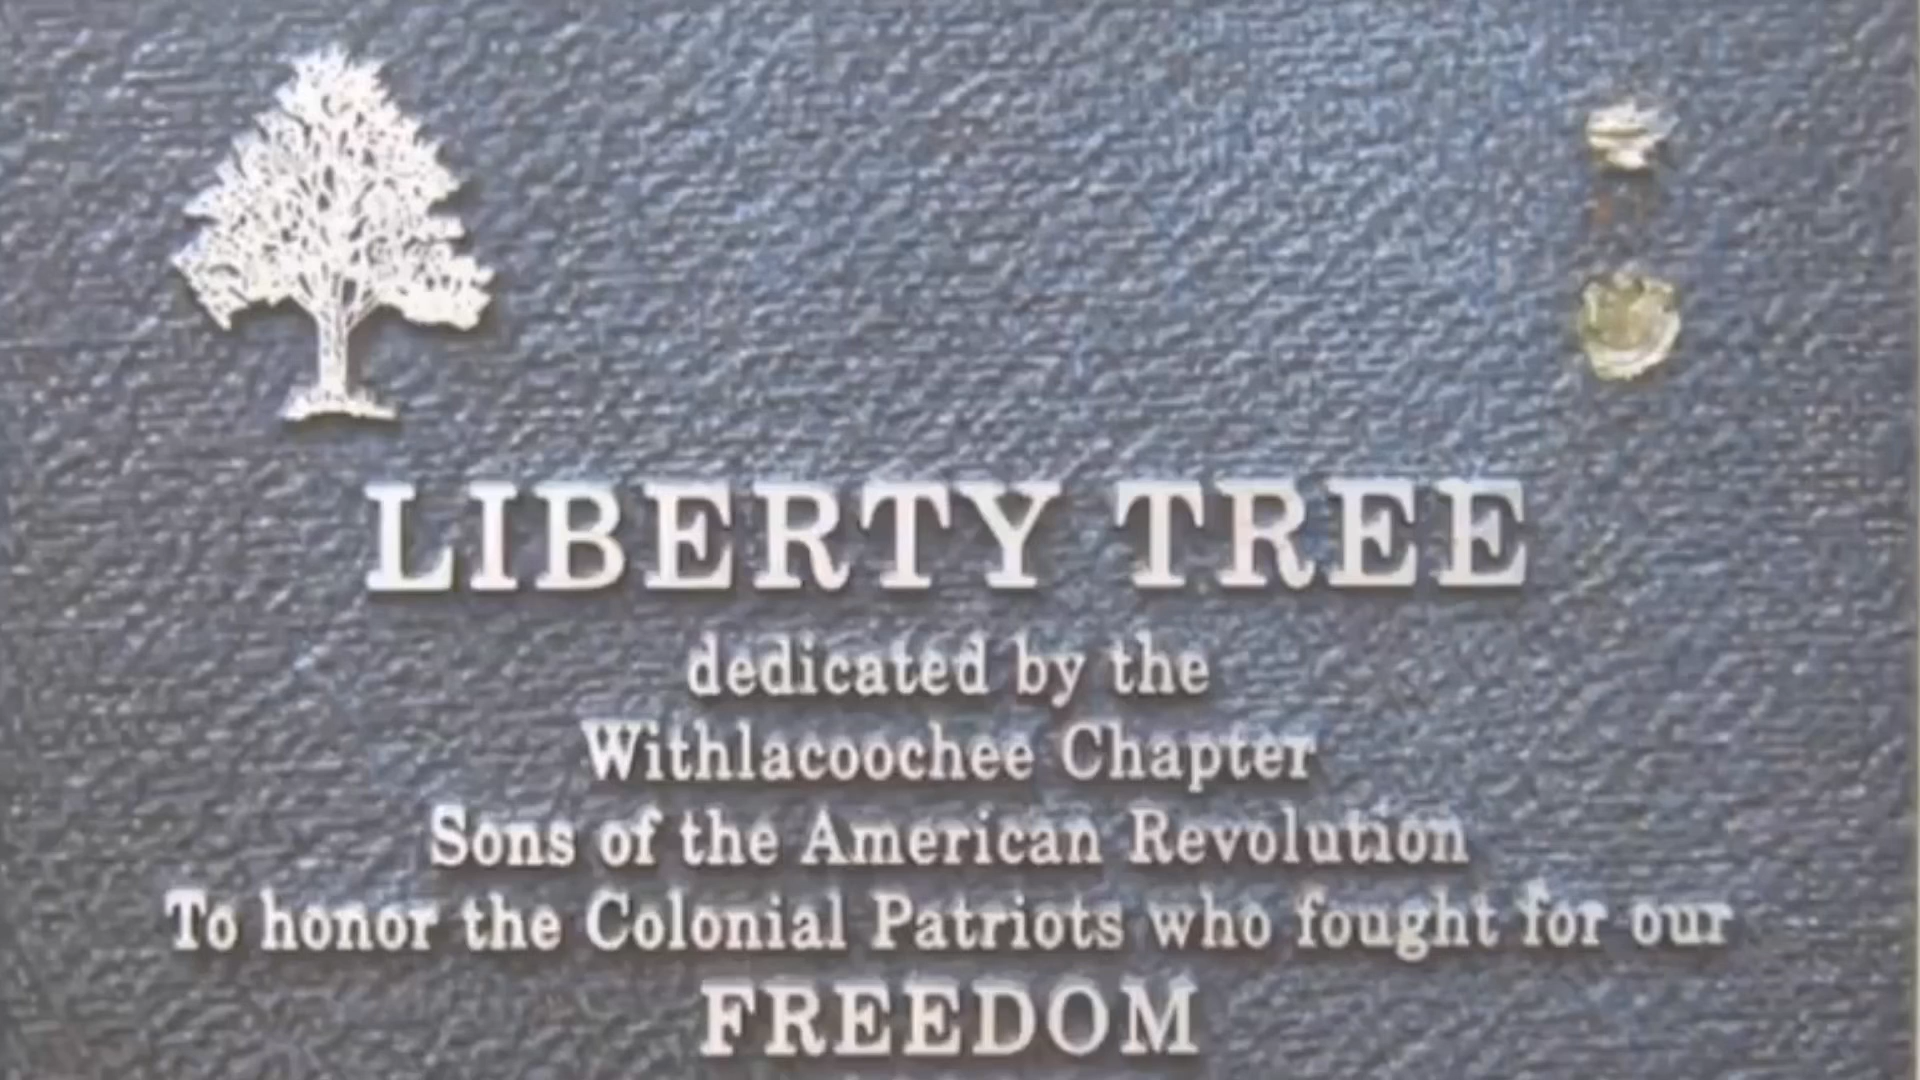 LIBERTY TREE
dedicated by the
Withlacoochee Chapter
Sons of the American Revolution
To honor the Colonial Patriots who fought for our
FREEDOM